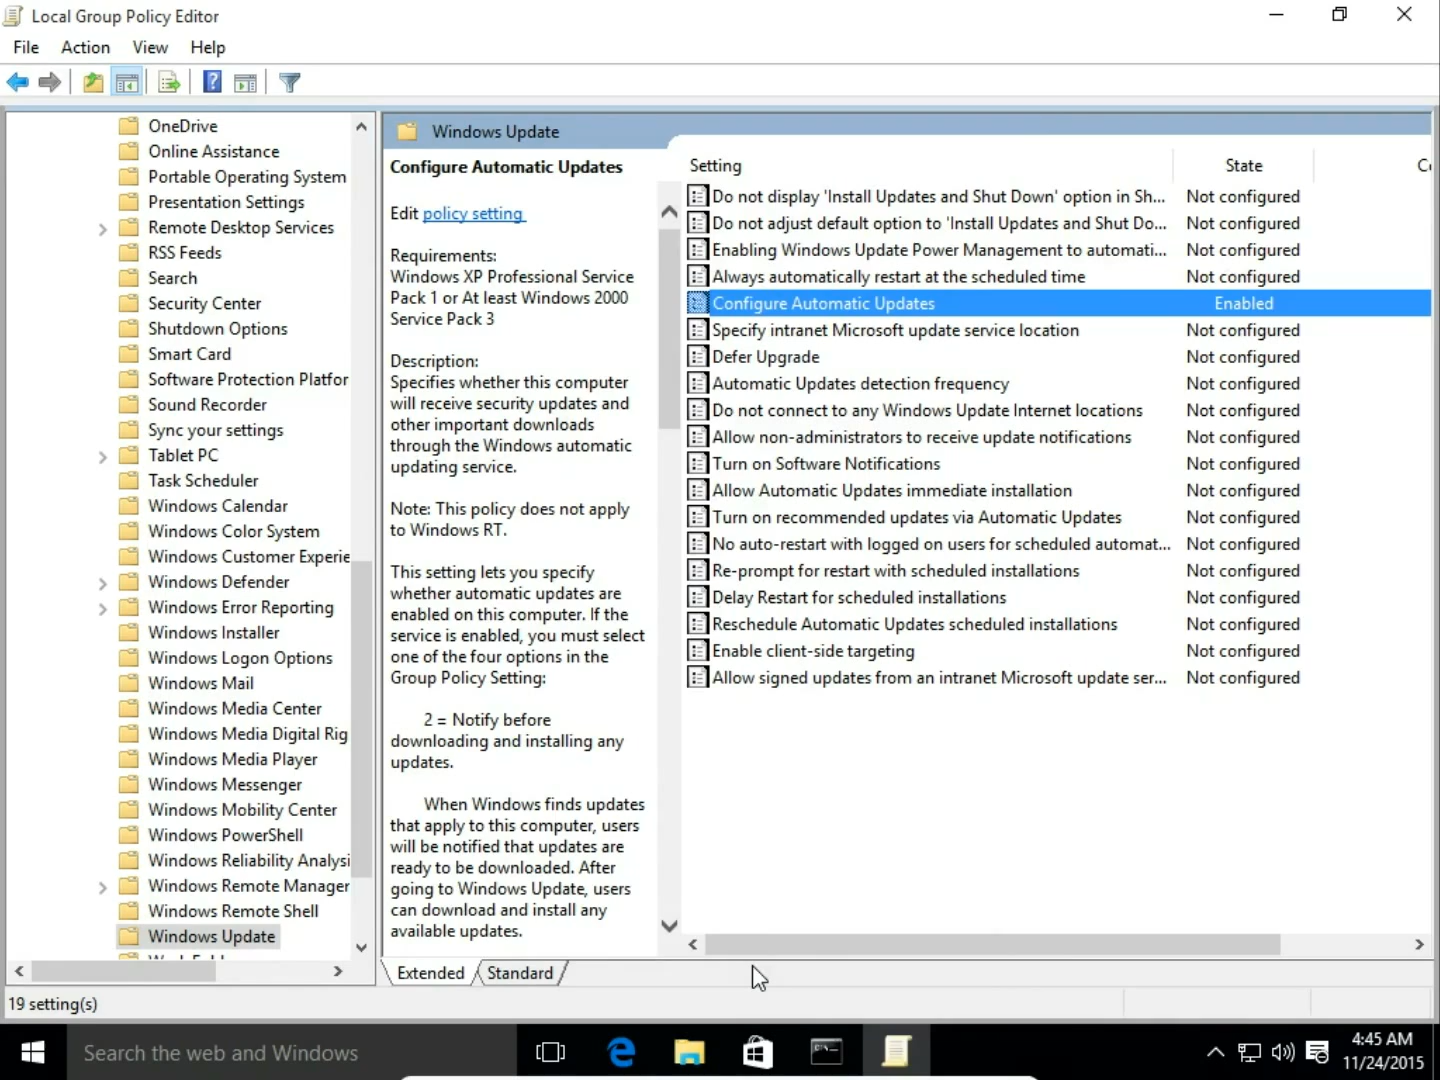 Local Group Policy Editor
File Action View Help
OneDrive
Online Assistance
Portable Operating System
Presentation Settings
Remote Desktop Services
RSS Feeds
Search
Security Center
Shutdown Options
Smart Card
Software Protection Platfor
Sound Recorder
Sync your settings
Tablet PC
Task Scheduler
Windows Calendar
Windows Color System
Windows Customer Experie
Windows Defender
Windows Error Reporting
Windows Installer
Windows Logon Options
Windows Mail
Windows Media Center
Windows Media Digital Rig
Windows Media Player
Windows Messenger
Windows Mobility Center
Windows PowerShell
Windows Reliability Analysi
Windows Remote Manager
Windows Remote Shell
Windows Update
Windows Update
Configure Automatic Updates
Edit policy setting
Requirements:
Windows XP Professional Service
Pack 1 or At least Windows 2000
Service Pack 3
Description:
Specifies whether this computer
will receive security updates and
other important downloads
through the Windows automatic
updating service.
Note: This policy does not apply
to Windows RT.
This setting lets you specify
whether automatic updates are
enabled on this computer. If the
service is enabled, you must select
one of the four options in the
Group Policy Setting:
2 = Notify before
downloading and installing any
updates.
When Windows finds updates
that apply to this computer, users
will be notified that updates are
ready to be downloaded. After
going to Windows Update, users
can download and install any
available updates.
Setting State
Do not display 'Install Updates and Shut Down' option in Sh... Not configured
Do not adjust default option to 'Install Updates and Shut Do... Not configured
Enabling Windows Update Power Management to automati... Not configured
Always automatically restart at the scheduled time Not configured
Configure Automatic Updates Enabled
Specify intranet Microsoft update service location Not configured
Defer Upgrade Not configured
Automatic Updates detection frequency Not configured
Do not connect to any Windows Update Internet locations Not configured
Allow non-administrators to receive update notifications Not configured
Turn on Software Notifications Not configured
Allow Automatic Updates immediate installation Not configured
Turn on recommended updates via Automatic Updates Not configured
No auto-restart with logged on users for scheduled automat... Not configured
Re-prompt for restart with scheduled installations Not configured
Delay Restart for scheduled installations Not configured
Reschedule Automatic Updates scheduled installations Not configured
Enable client-side targeting Not configured
Allow signed updates from an intranet Microsoft update ser... Not configured
Extended Standard
19 setting(s)
Search the web and Windows
4:45 AM
11/24/2015